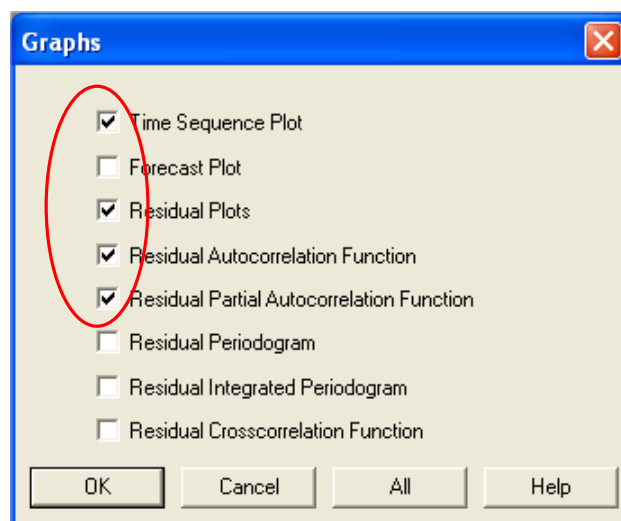 Graphs
Time Sequence Plot
Forecast Plot
Residual Plots
Residual Autocorrelation Function
Residual Partial Autocorrelation Function
Residual Periodogram
Residual Integrated Periodogram
Residual Crosscorrelation Function
OK Cancel All Help